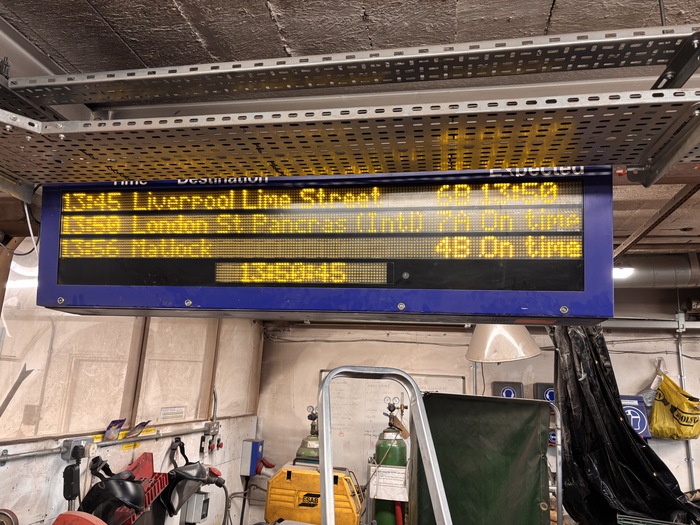 Time Destination Expected
13:45 Liverpool Lime Street 6B 13:50
13:50 London St Pancras (Intl) 7A On time
13:56 Matlock 4B On time
13:50:45
ESAB